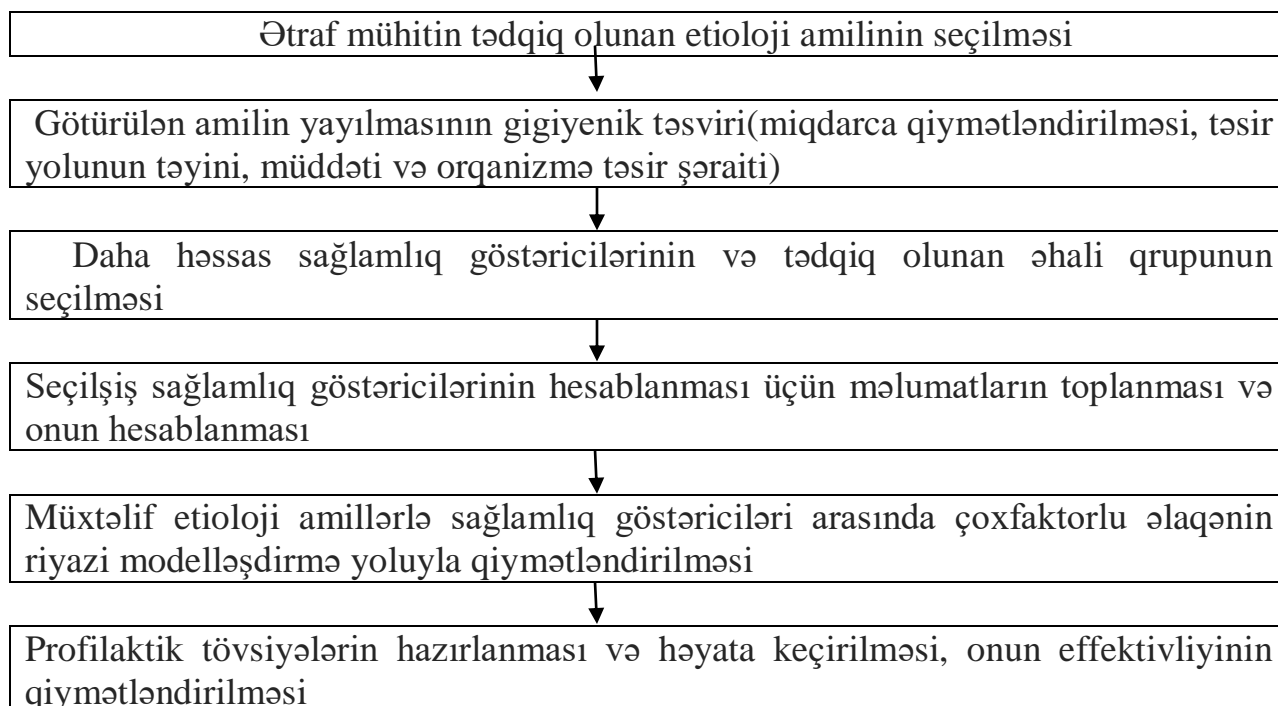 Ətraf mühitin tədqiq olunan etioloji amilinin seçilməsi
Götürülən amilin yayılmasının gigiyenik təsviri(miqdarca qiymətləndirilməsi, təsir
yolunun təyini, müddəti və orqanizmə təsir şəraiti)
Daha həssas sağlamlıq göstəricilərinin və tədqiq olunan əhali qrupunun
seçilməsi
Seçilşiş sağlamlıq göstəricilərinin hesablanması üçün məlumatların toplanması və
onun hesablanması
Müxtəlif etioloji amillərlə sağlamlıq göstəriciləri arasında çoxfaktorlu əlaqənin
riyazi modelləşdirmə yoluyla qiymətləndirilməsi
Profilaktik tövsiyələrin hazırlanması və həyata keçirilməsi, onun effektivliyinin
qiymətləndirilməsi